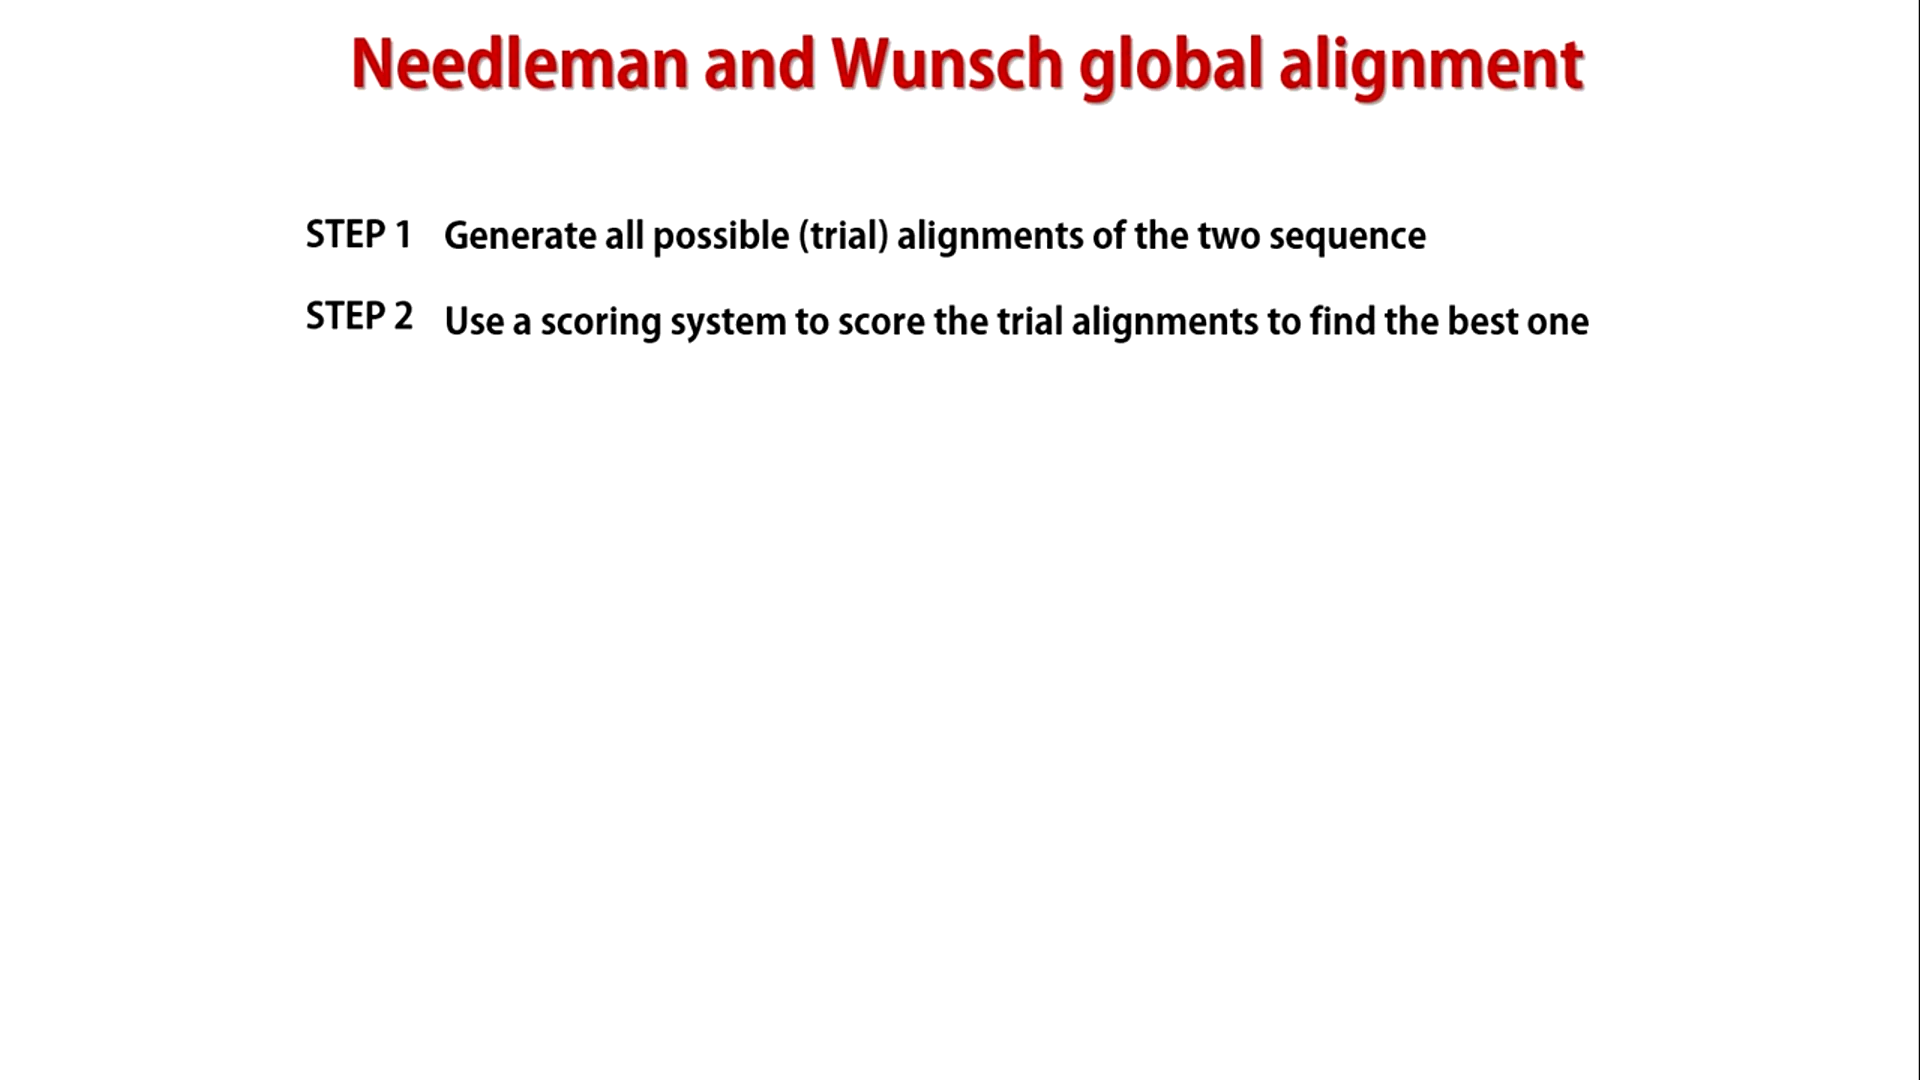 Needleman and Wunsch global alignment
STEP 1 Generate all possible (trial) alignments of the two sequence
STEP 2 Use a scoring system to score the trial alignments to find the best one